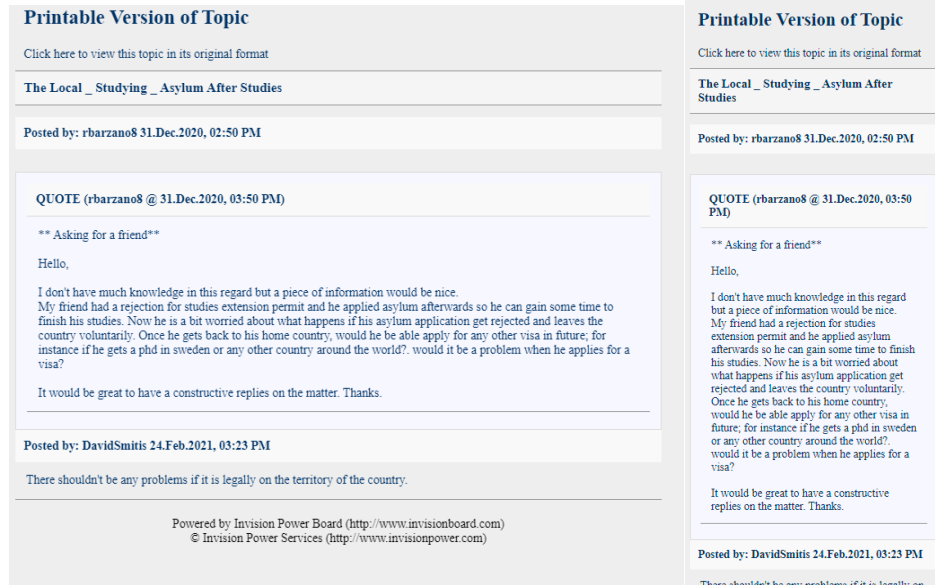 Printable Version of Topic
Click here to view this topic in its original format
The Local _ Studying _ Asylum After Studies
Posted by: rbarzano8 31.Dec.2020, 02:50 PM
QUOTE (rbarzano8 @ 31.Dec.2020, 03:50 PM)
** Asking for a friend**
Hello,
I don't have much knowledge in this regard but a piece of information would be nice.
My friend had a rejection for studies extension permit and he applied asylum afterwards so he can gain some time to
finish his studies. Now he is a bit worried about what happens if his asylum application get rejected and leaves the
country voluntarily. Once he gets back to his home country, would he be able apply for any other visa in future; for
instance if he gets a phd in sweden or any other country around the world?. would it be a problem when he applies for a
visa?
It would be great to have a constructive replies on the matter. Thanks.
Posted by: DavidSmitis 24.Feb.2021, 03:23 PM
There shouldn't be any problems if it is legally on the territory of the country.
Powered by Invision Power Board (http://www.invisionboard.com)
© Invision Power Services (http://www.invisionpower.com)
Printable Version of Topic
Click here to view this topic in its original format
The Local _ Studying _ Asylum After
Studies
Posted by: rbarzano8 31.Dec.2020, 02:50 PM
QUOTE (rbarzano8 @ 31.Dec.2020, 03:50
PM)
** Asking for a friend**
Hello,
I don't have much knowledge in this regard
but a piece of information would be nice.
My friend had a rejection for studies
extension permit and he applied asylum
afterwards so he can gain some time to finish
his studies. Now he is a bit worried about
what happens if his asylum application get
rejected and leaves the country voluntarily.
Once he gets back to his home country,
would he be able apply for any other visa in
future; for instance if he gets a phd in sweden
or any other country around the world?.
would it be a problem when he applies for a
visa?
It would be great to have a constructive
replies on the matter. Thanks.
Posted by: DavidSmitis 24.Feb.2021, 03:23 PM
There shouldn't be any problems if it is legally on